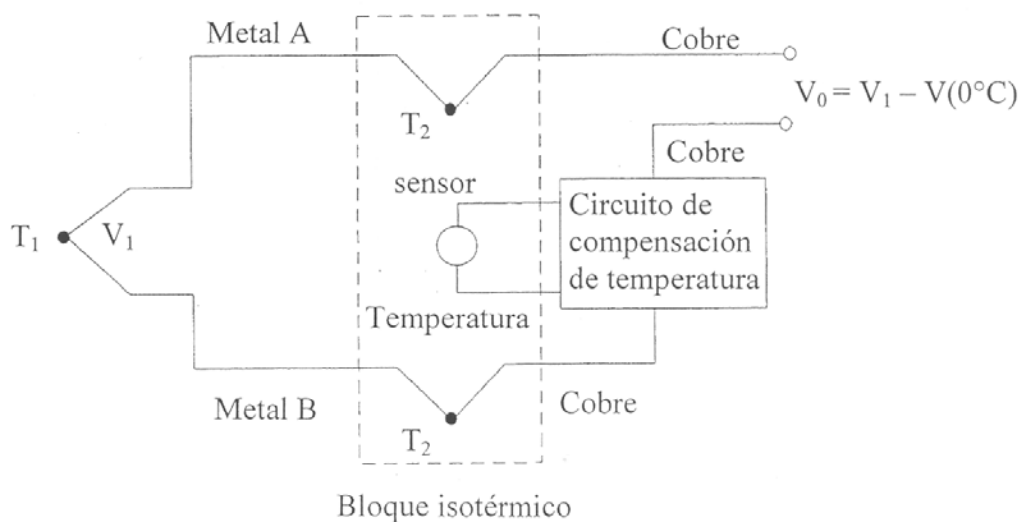 Metal A
Cobre
V₀ = V₁ – V(0°C)
T₂
Cobre
sensor
Circuito de
compensación
de temperatura
T₁
V₁
Temperatura
Metal B
Cobre
T₂
Bloque isotérmico